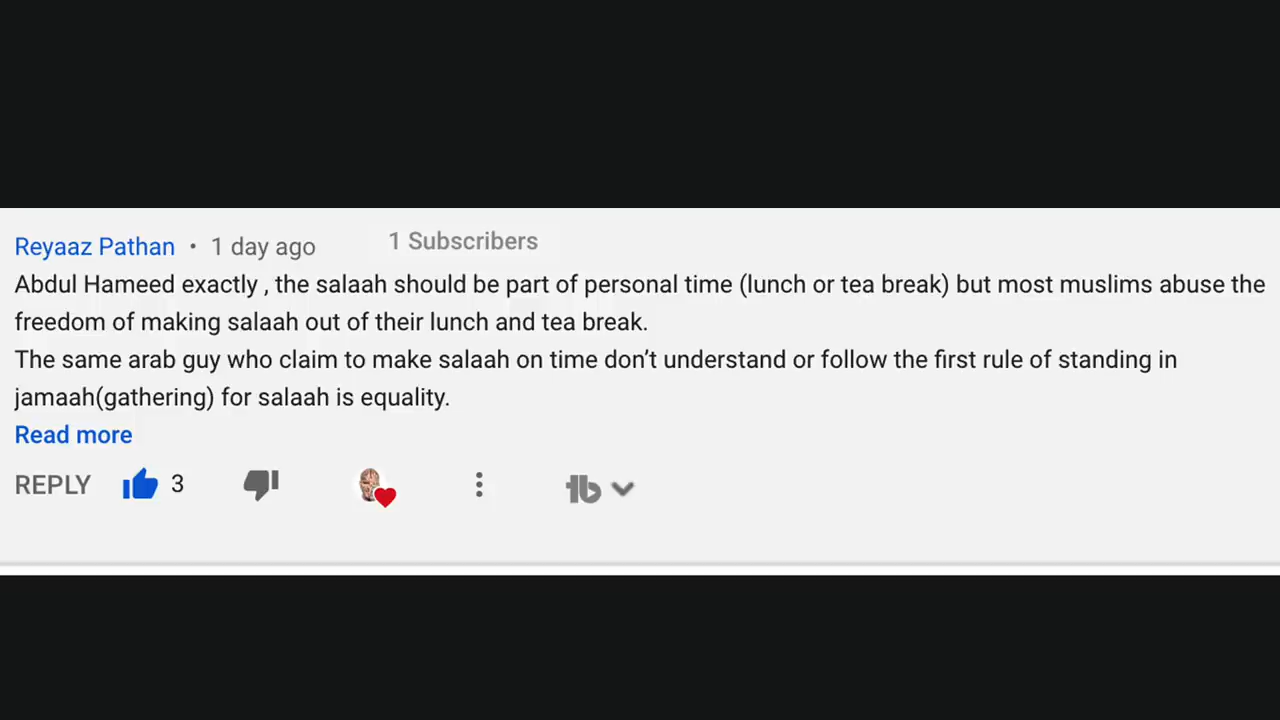 Reyaaz Pathan • 1 day ago 1 Subscribers
Abdul Hameed exactly , the salaah should be part of personal time (lunch or tea break) but most muslims abuse the
freedom of making salaah out of their lunch and tea break.
The same arab guy who claim to make salaah on time don’t understand or follow the first rule of standing in
jamaah(gathering) for salaah is equality.
Read more
REPLY 3